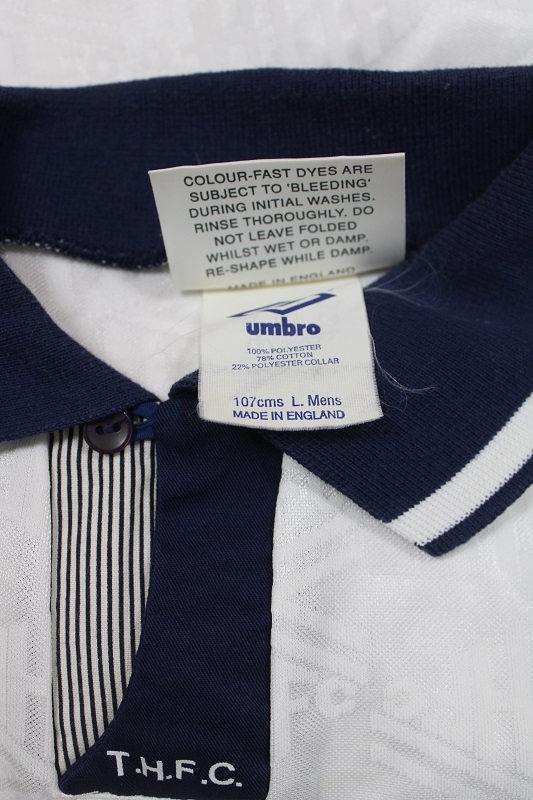 COLOUR-FAST DYES ARE
SUBJECT TO 'BLEEDING'
DURING INITIAL WASHES.
RINSE THOROUGHLY. DO
NOT LEAVE FOLDED
WHILST WET OR DAMP.
RE-SHAPE WHILE DAMP.
MADE IN ENGLAND
umbro
100% POLYESTER
78% COTTON
22% POLYESTER COLLAR
107cms L. Mens
MADE IN ENGLAND
T.H.F.C.